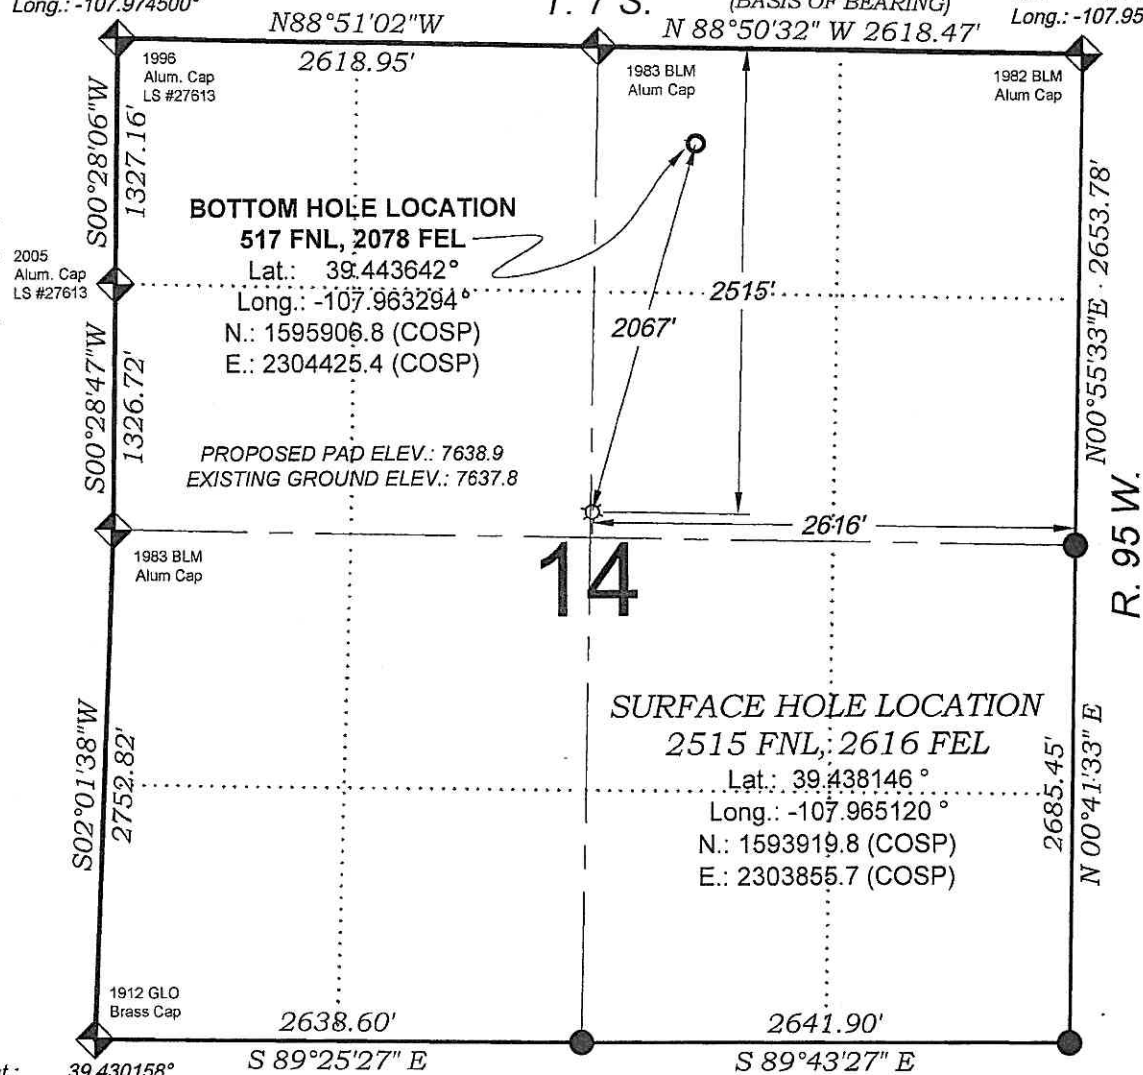 Long.: -107.974500°
N88°51'02"W
2618.95'
T. 7 S.
(BASIS OF BEARING)
N 88°50'32" W 2618.47'
Long.: -107.95
1996
Alum. Cap
LS #27613
1983 BLM
Alum Cap
1982 BLM
Alum Cap
S00°28'06"W
1327.16'
BOTTOM HOLE LOCATION
517 FNL, 2078 FEL
Lat.: 39.443642°
Long.: -107.963294°
N.: 1595906.8 (COSP)
E.: 2304425.4 (COSP)
2005
Alum. Cap
LS #27613
2515'
2067'
N00°55'33"E - 2653.78'
S00°28'47"W
1326.72'
PROPOSED PAD ELEV.: 7638.9
EXISTING GROUND ELEV.: 7637.8
2616'
R. 95 W.
1983 BLM
Alum Cap
14
SURFACE HOLE LOCATION
2515 FNL, 2616 FEL
Lat.: 39.438146 °
Long.: -107.965120 °
N.: 1593919.8 (COSP)
E.: 2303855.7 (COSP)
S02°01'38"W
2752.82'
2685.45'
N 00°41'33" E
1912 GLO
Brass Cap
2638.60'
S 89°25'27" E
2641.90'
S 89°43'27" E
39.430158°